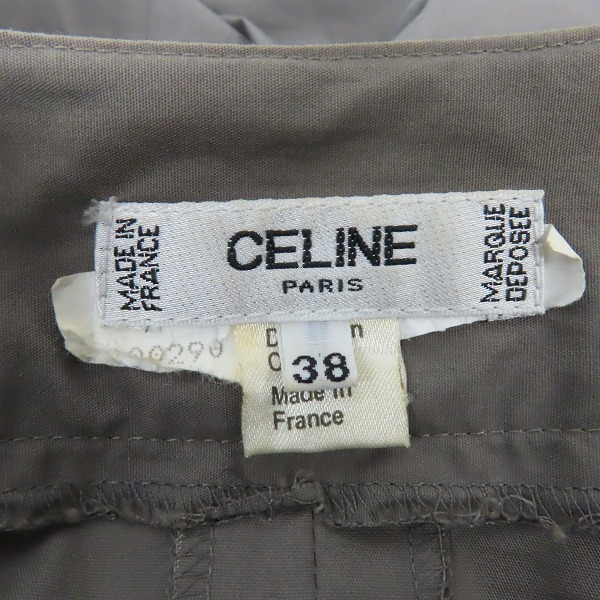 MADE IN
FRANCE
CELINE
PARIS
MARQUE
DEPOSEE
38
Made in
France